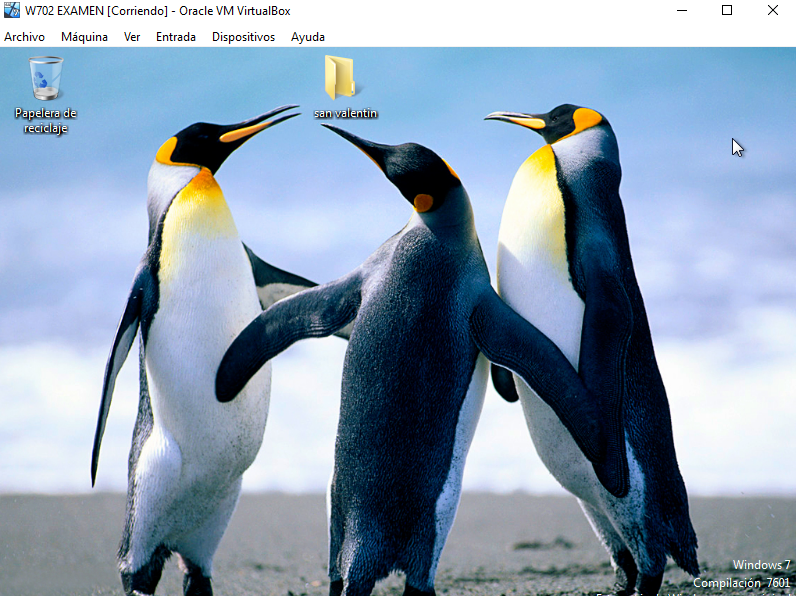 W702 EXAMEN [Corriendo] - Oracle VM VirtualBox
Archivo Máquina Ver Entrada Dispositivos Ayuda
Papelera de
reciclaje
san valentin
Windows 7
Compilación 7601